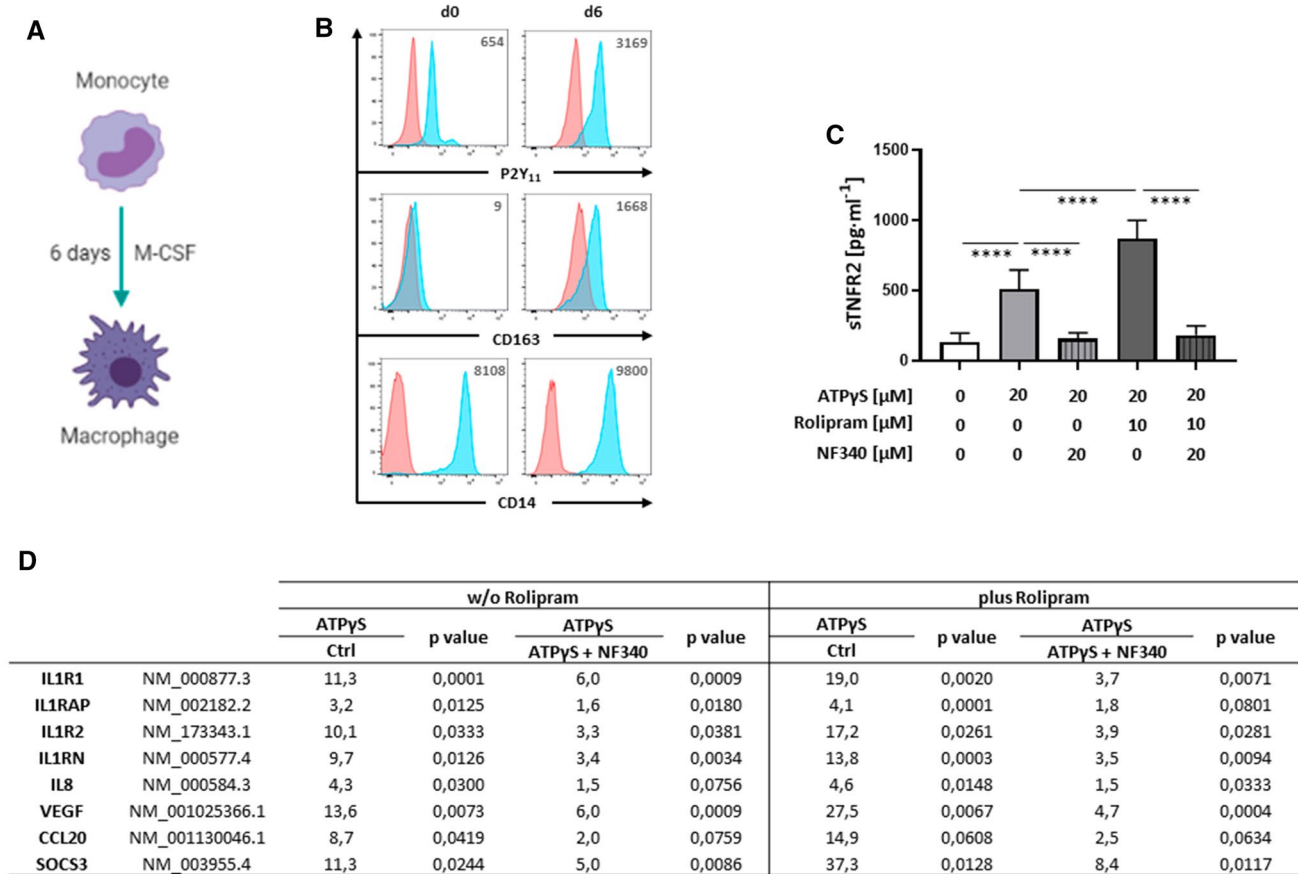 A
Monocyte
6 days M-CSF
Macrophage
B
d0 d6
654 3169
P2Y₁₁
9 1668
CD163
8108 9800
CD14
C
sTNFR2 [pg·ml⁻¹]
1500
1000
500
0
**** ****
**** ****
ATPγS [μM] 0 20 20 20 20
Rolipram [μM] 0 0 0 10 10
NF340 [μM] 0 0 20 0 20
D
w/o Rolipram plus Rolipram
ATPγS p value ATPγS p value ATPγS p value ATPγS p value
Ctrl ATPγS + NF340 Ctrl ATPγS + NF340
IL1R1 NM_000877.3 11,3 0,0001 6,0 0,0009 19,0 0,0020 3,7 0,0071
IL1RAP NM_002182.2 3,2 0,0125 1,6 0,0180 4,1 0,0001 1,8 0,0801
IL1R2 NM_173343.1 10,1 0,0333 3,3 0,0381 17,2 0,0261 3,9 0,0281
IL1RN NM_000577.4 9,7 0,0126 3,4 0,0034 13,8 0,0003 3,5 0,0094
IL8 NM_000584.3 4,3 0,0300 1,5 0,0756 4,6 0,0148 1,5 0,0333
VEGF NM_001025366.1 13,6 0,0073 6,0 0,0009 27,5 0,0067 4,7 0,0004
CCL20 NM_001130046.1 8,7 0,0419 2,0 0,0759 14,9 0,0608 2,5 0,0634
SOCS3 NM_003955.4 11,3 0,0244 5,0 0,0086 37,3 0,0128 8,4 0,0117